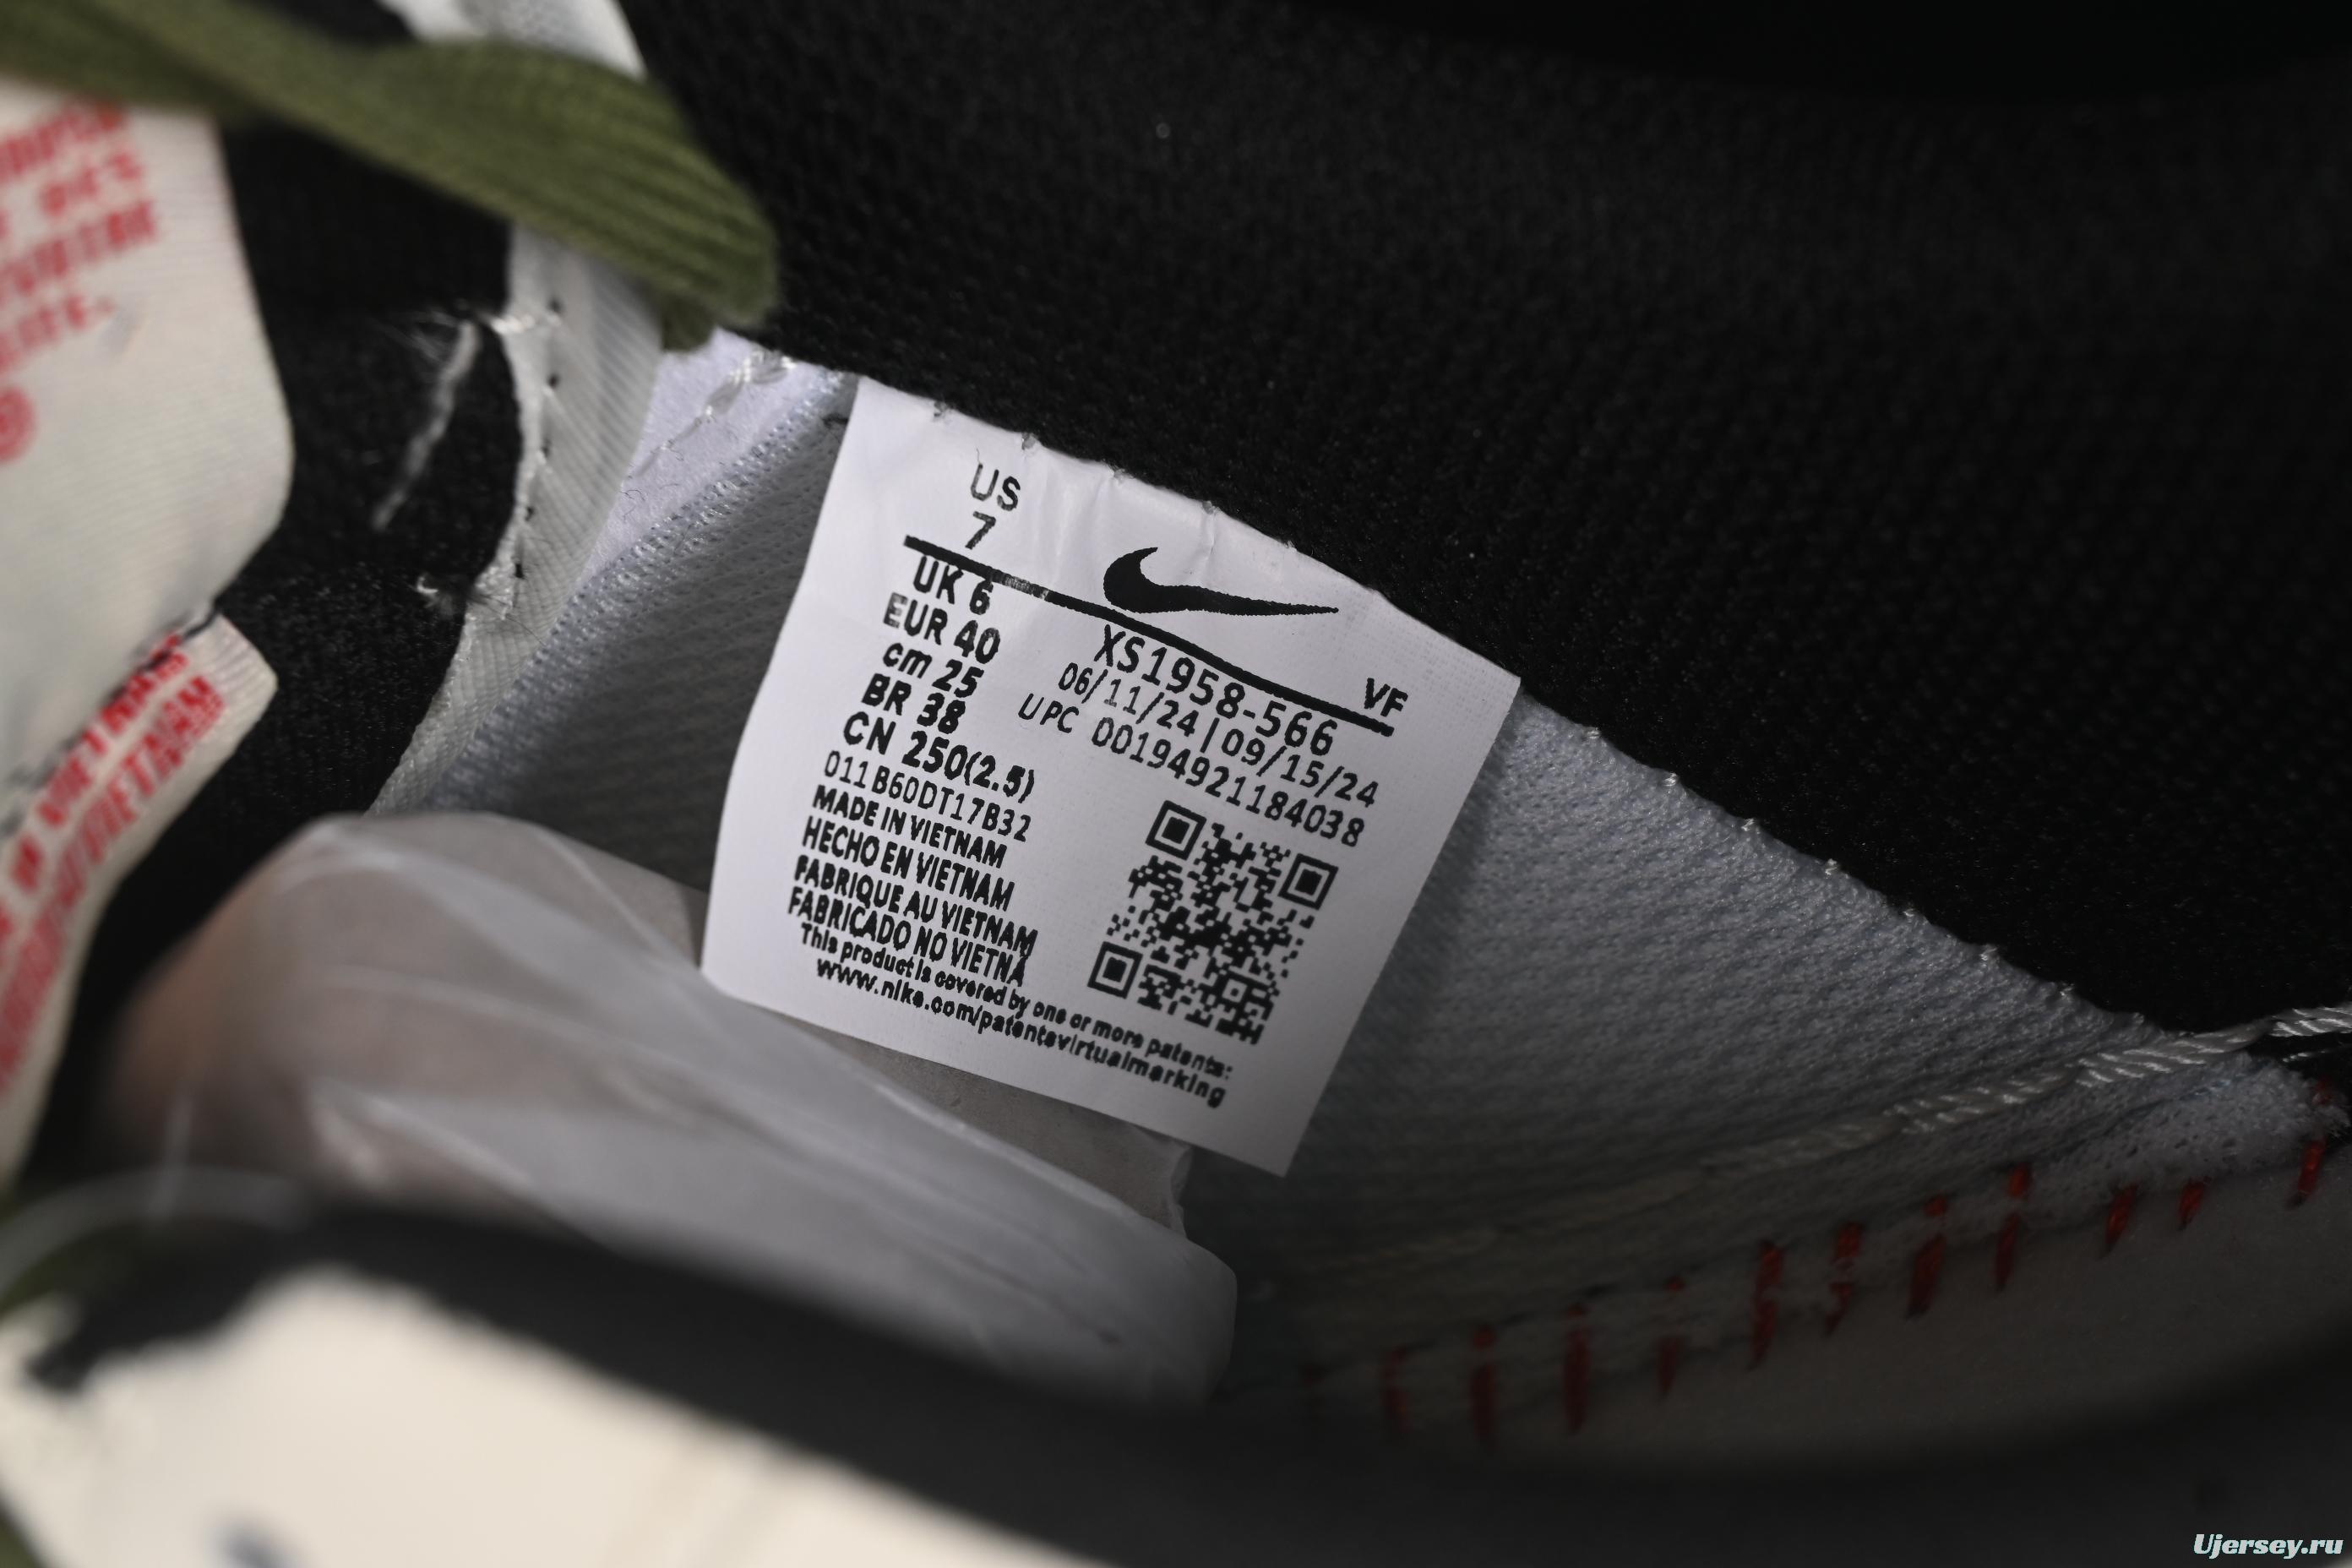 US
7
UK 6
EUR 40
cm 25
BR 38
CN 250(2.5)
011B60DT17B32
MADE IN VIETNAM
HECHO EN VIETNAM
FABRIQUE AU VIETNAM
FABRICADO NO VIETNA
This product is covered by one or more patents:
www.nike.com/patentsvirtualmarking
VF
XS1958-566
06/11/24 | 09/15/24
UPC 00194921184038
VIETNAM
Ujersey.ru